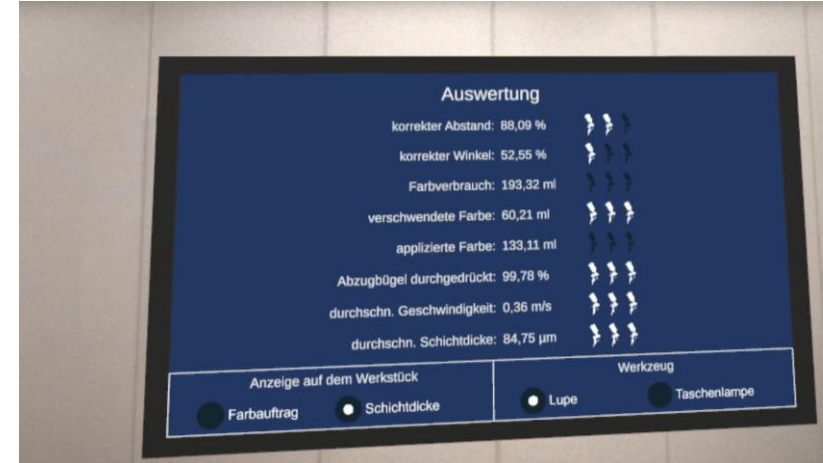 Auswertung
korrekter Abstand: 88,09 %
korrekter Winkel: 52,55 %
Farbverbrauch: 193,32 ml
verschwendete Farbe: 60,21 ml
applizierte Farbe: 133,11 ml
Abzugbügel durchgedrückt: 99,78 %
durchschn. Geschwindigkeit: 0,36 m/s
durchschn. Schichtdicke: 84,75 µm
Anzeige auf dem Werkstück
Farbauftrag Schichtdicke
Werkzeug
Lupe Taschenlampe